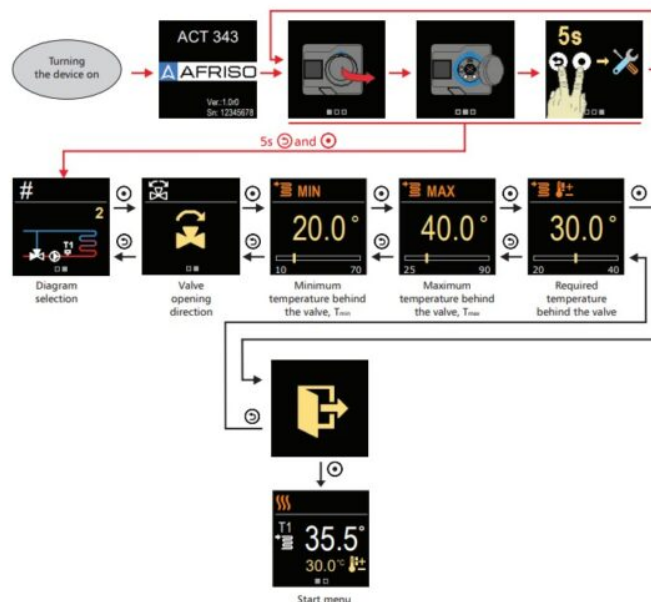 Turning
the device on
ACT 343
AFRISO
Ver.:1.0r0
Sn: 12345678
5s
5s and
#
2
T1
Diagram
selection
Valve
opening
direction
MIN
20.0°
10 70
Minimum
temperature behind
the valve, Tmin
MAX
40.0°
25 90
Maximum
temperature behind
the valve, Tmax
30.0°
20 40
Required
temperature
behind the valve
T1
35.5°
30.0°C
Start menu